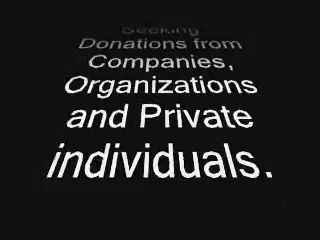 Seeking
Donations from
Companies,
Organizations
and Private
individuals.